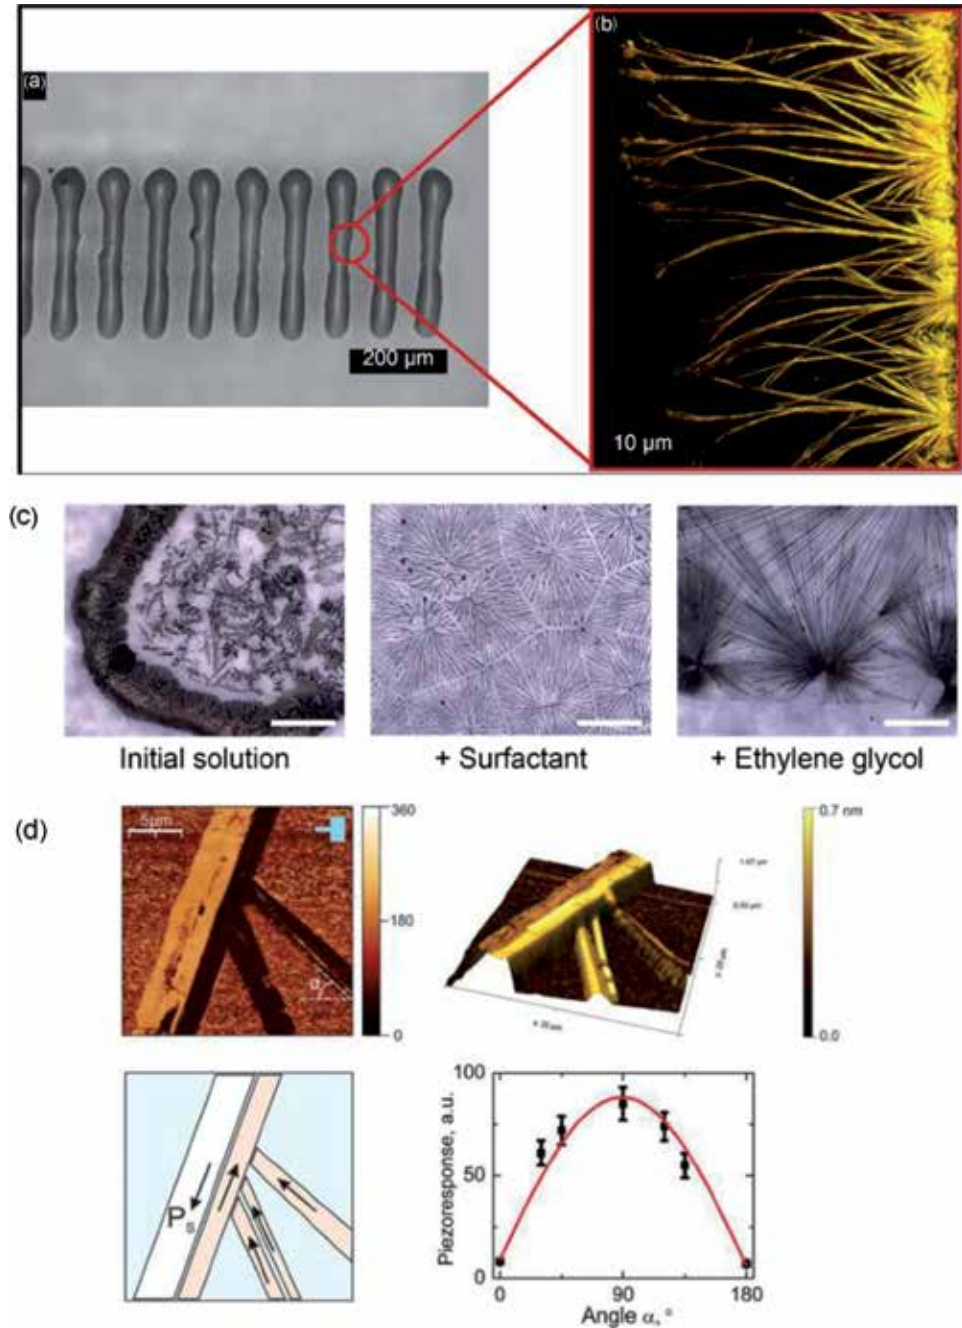 (a)
(b)
200 µm
10 µm
(c)
Initial solution
+ Surfactant
+ Ethylene glycol
(d)
5µm
α
360
180
0
0.7 nm
0.0
Ps
Piezoresponse, a.u.
100
50
0
0 90 180
Angle α, °